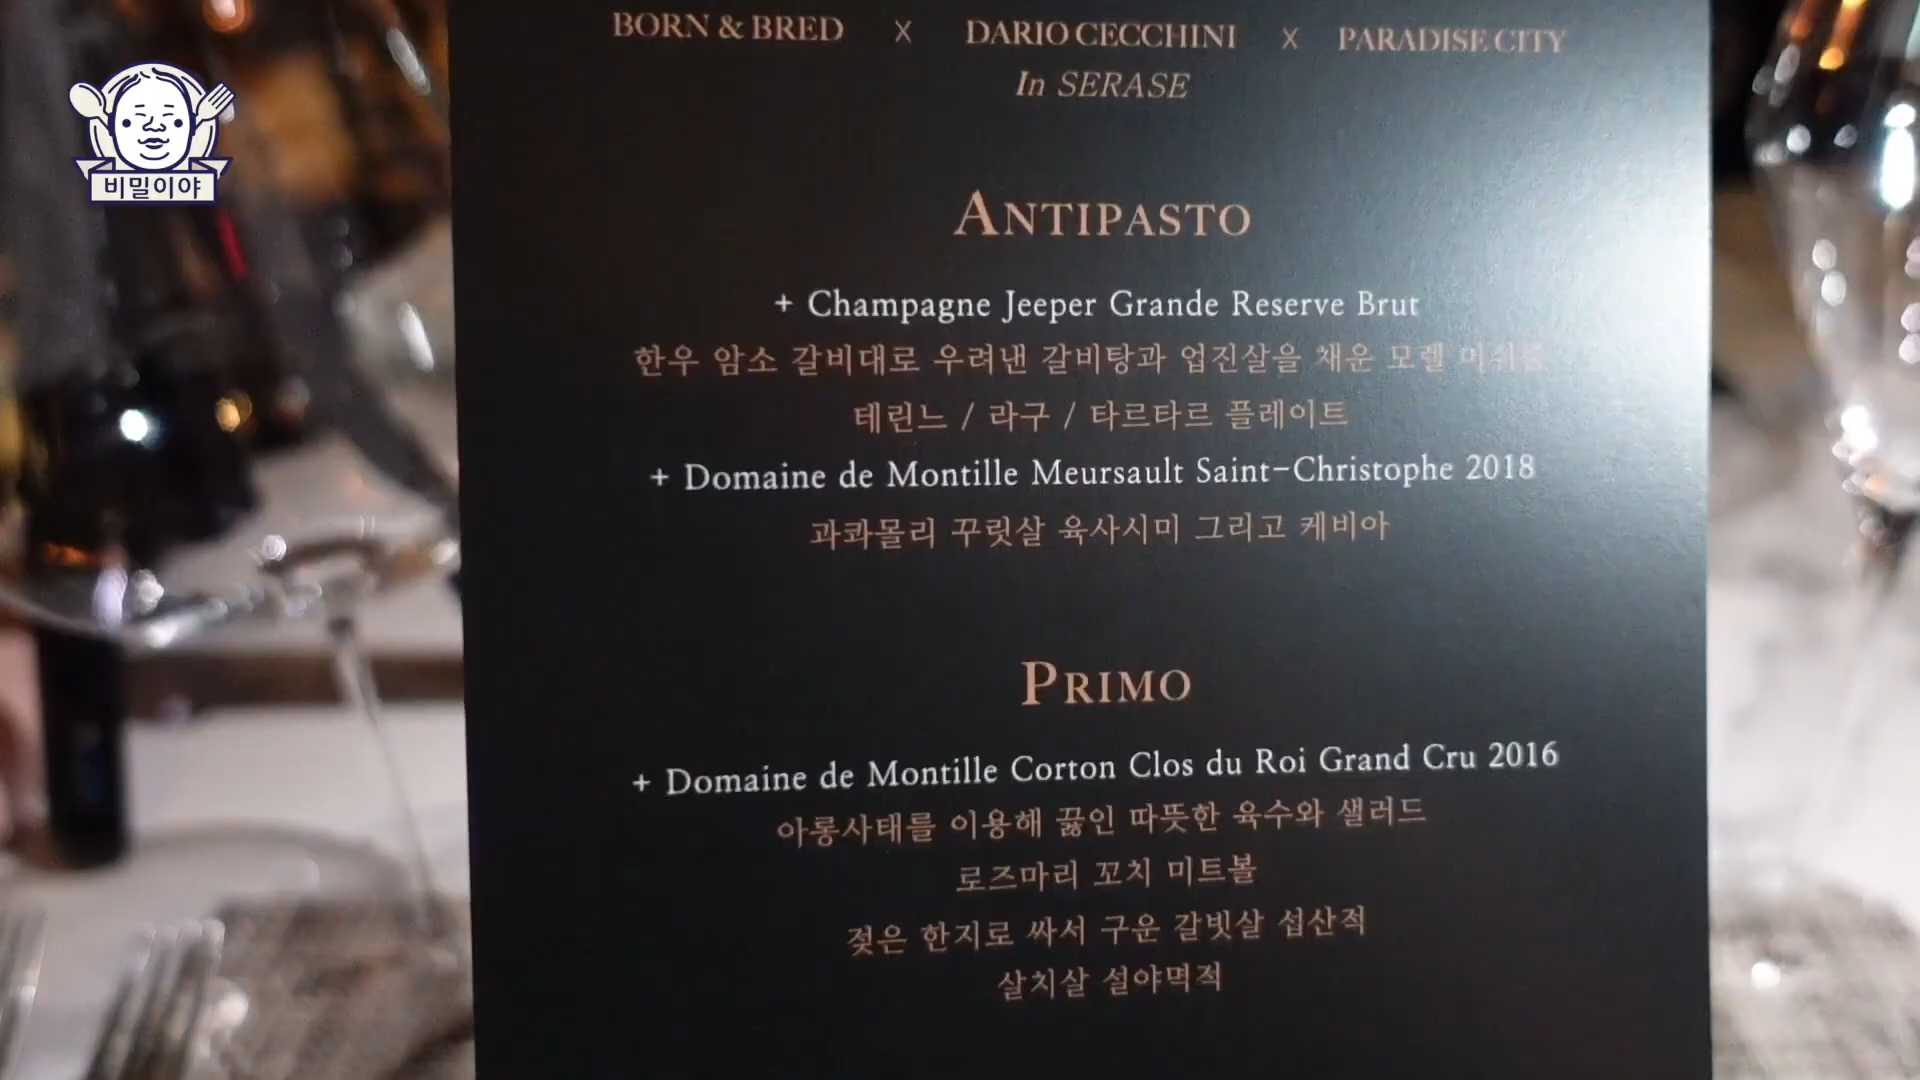 BORN & BRED X DARIO CECCHINI X PARADISE CITY
In SERASE
비밀이야
ANTIPASTO
+ Champagne Jeeper Grande Reserve Brut
한우 암소 갈비대로 우려낸 갈비탕과 업진살을 채운 모렐
테린느 / 라구 / 타르타르 플레이트
+ Domaine de Montille Meursault Saint-Christophe 2018
과콰몰리 꾸릿살 육사시미 그리고 케비아
PRIMO
+ Domaine de Montille Corton Clos du Roi Grand Cru 2016
아롱사태를 이용해 끓인 따뜻한 육수와 샐러드
로즈마리 꼬치 미트볼
젖은 한지로 싸서 구운 갈빗살 섭산적
살치살 설야멱적